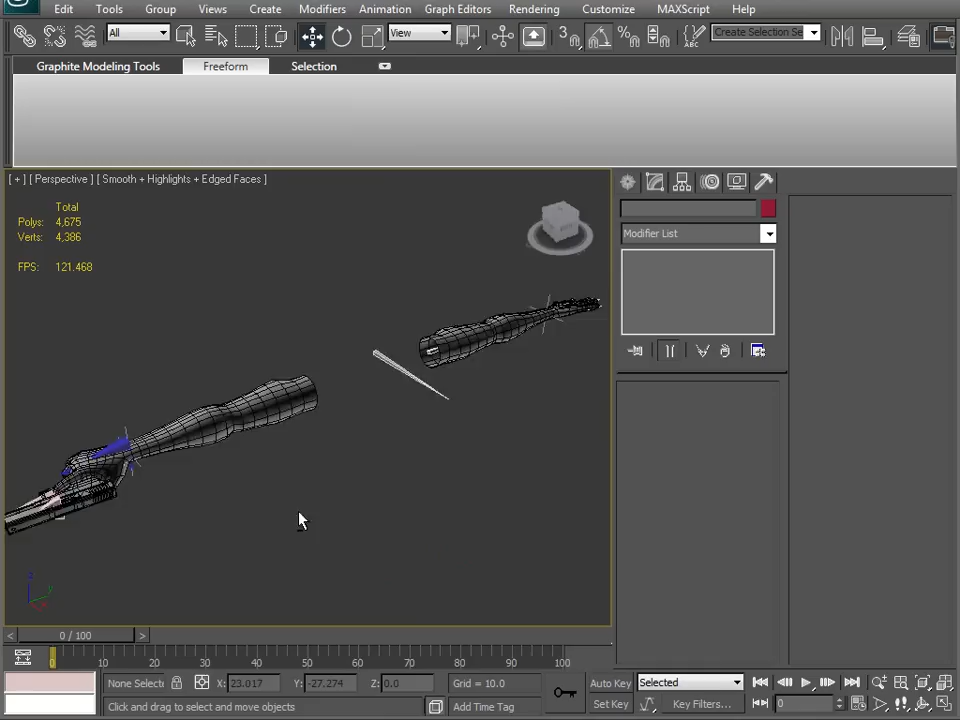 Edit Tools Group Views Create Modifiers Animation Graph Editors Rendering Customize MAXScript Help
All View 3 Create Selection Se
Graphite Modeling Tools Freeform Selection
[ + ] [ Perspective ] [ Smooth + Highlights + Edged Faces ]
Total
Polys: 4,675
Verts: 4,386
FPS: 121.468
Modifier List
z y x
< 0 / 100 >
0 10 20 30 40 50 60 70 80 90 100
None Selecte X: 23.017 Y: -27.274 Z: 0.0 Grid = 10.0 Auto Key Selected
Click and drag to select and move objects Add Time Tag Set Key Key Filters... 0